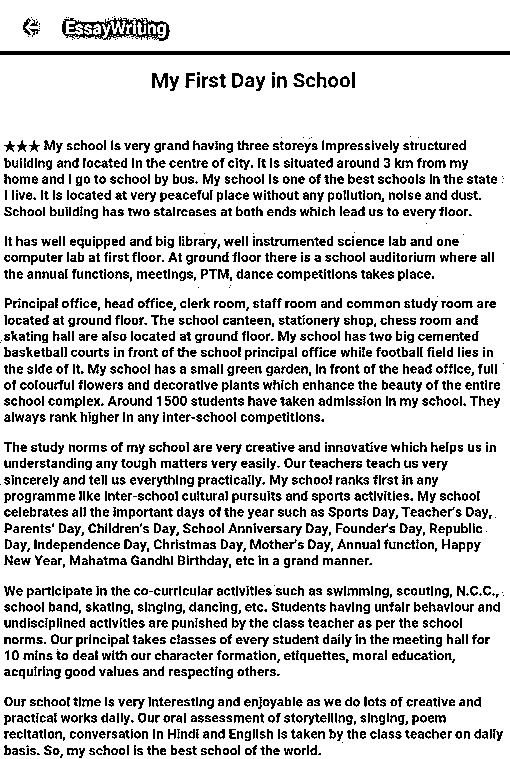 EssayWriting
My First Day in School
★★★ My school is very grand having three storeys impressively structured
building and located in the centre of city. It is situated around 3 km from my
home and I go to school by bus. My school is one of the best schools in the state
I live. It is located at very peaceful place without any pollution, noise and dust.
School building has two staircases at both ends which lead us to every floor.
It has well equipped and big library, well instrumented science lab and one
computer lab at first floor. At ground floor there is a school auditorium where all
the annual functions, meetings, PTM, dance competitions takes place.
Principal office, head office, clerk room, staff room and common study room are
located at ground floor. The school canteen, stationery shop, chess room and
skating hall are also located at ground floor. My school has two big cemented
basketball courts in front of the school principal office while football field lies in
the side of it. My school has a small green garden, in front of the head office, full
of colourful flowers and decorative plants which enhance the beauty of the entire
school complex. Around 1500 students have taken admission in my school. They
always rank higher in any inter-school competitions.
The study norms of my school are very creative and innovative which helps us in
understanding any tough matters very easily. Our teachers teach us very
sincerely and tell us everything practically. My school ranks first in any
programme like inter-school cultural pursuits and sports activities. My school
celebrates all the important days of the year such as Sports Day, Teacher's Day,
Parents' Day, Children's Day, School Anniversary Day, Founder's Day, Republic
Day, Independence Day, Christmas Day, Mother's Day, Annual function, Happy
New Year, Mahatma Gandhi Birthday, etc in a grand manner.
We participate in the co-curricular activities such as swimming, scouting, N.C.C.,
school band, skating, singing, dancing, etc. Students having unfair behaviour and
undisciplined activities are punished by the class teacher as per the school
norms. Our principal takes classes of every student daily in the meeting hall for
10 mins to deal with our character formation, etiquettes, moral education,
acquiring good values and respecting others.
Our school time is very interesting and enjoyable as we do lots of creative and
practical works daily. Our oral assessment of storytelling, singing, poem
recitation, conversation in Hindi and English is taken by the class teacher on daily
basis. So, my school is the best school of the world.